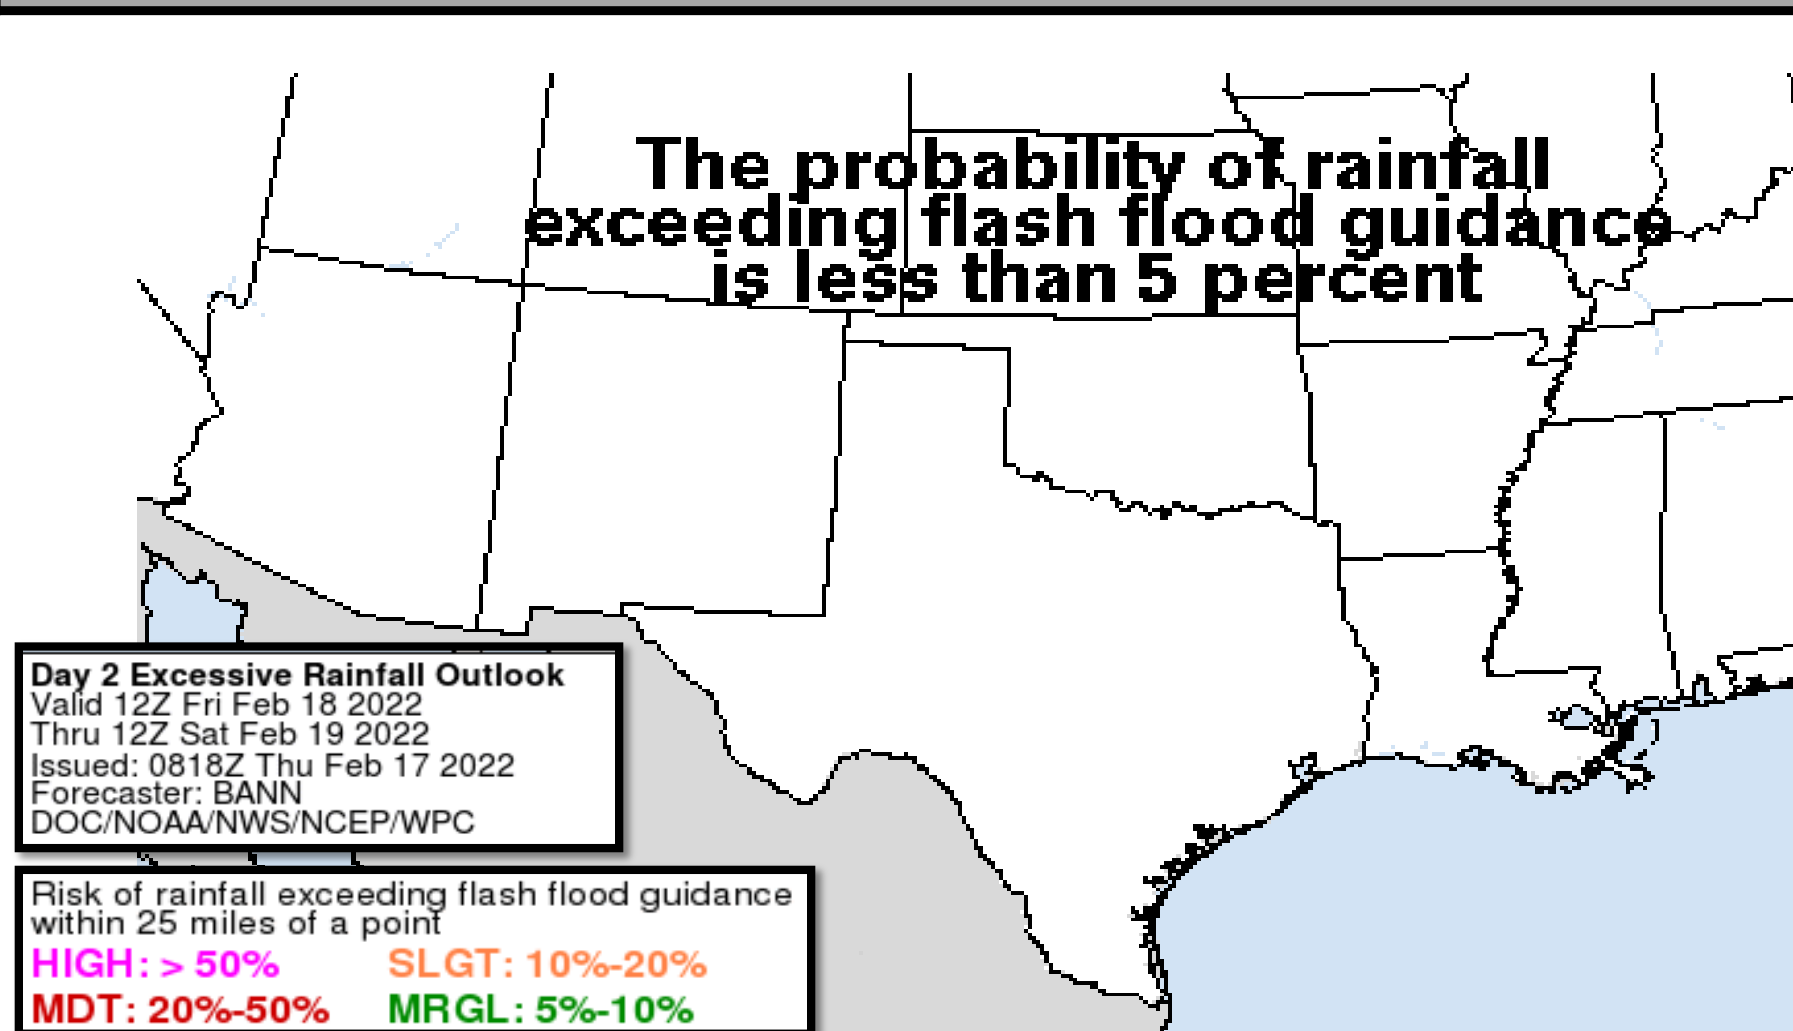 The probability of rainfall
exceeding flash flood guidance
is less than 5 percent
Day 2 Excessive Rainfall Outlook
Valid 12Z Fri Feb 18 2022
Thru 12Z Sat Feb 19 2022
Issued: 0818Z Thu Feb 17 2022
Forecaster: BANN
DOC/NOAA/NWS/NCEP/WPC
Risk of rainfall exceeding flash flood guidance
within 25 miles of a point
HIGH: > 50% SLGT: 10%-20%
MDT: 20%-50% MRGL: 5%-10%